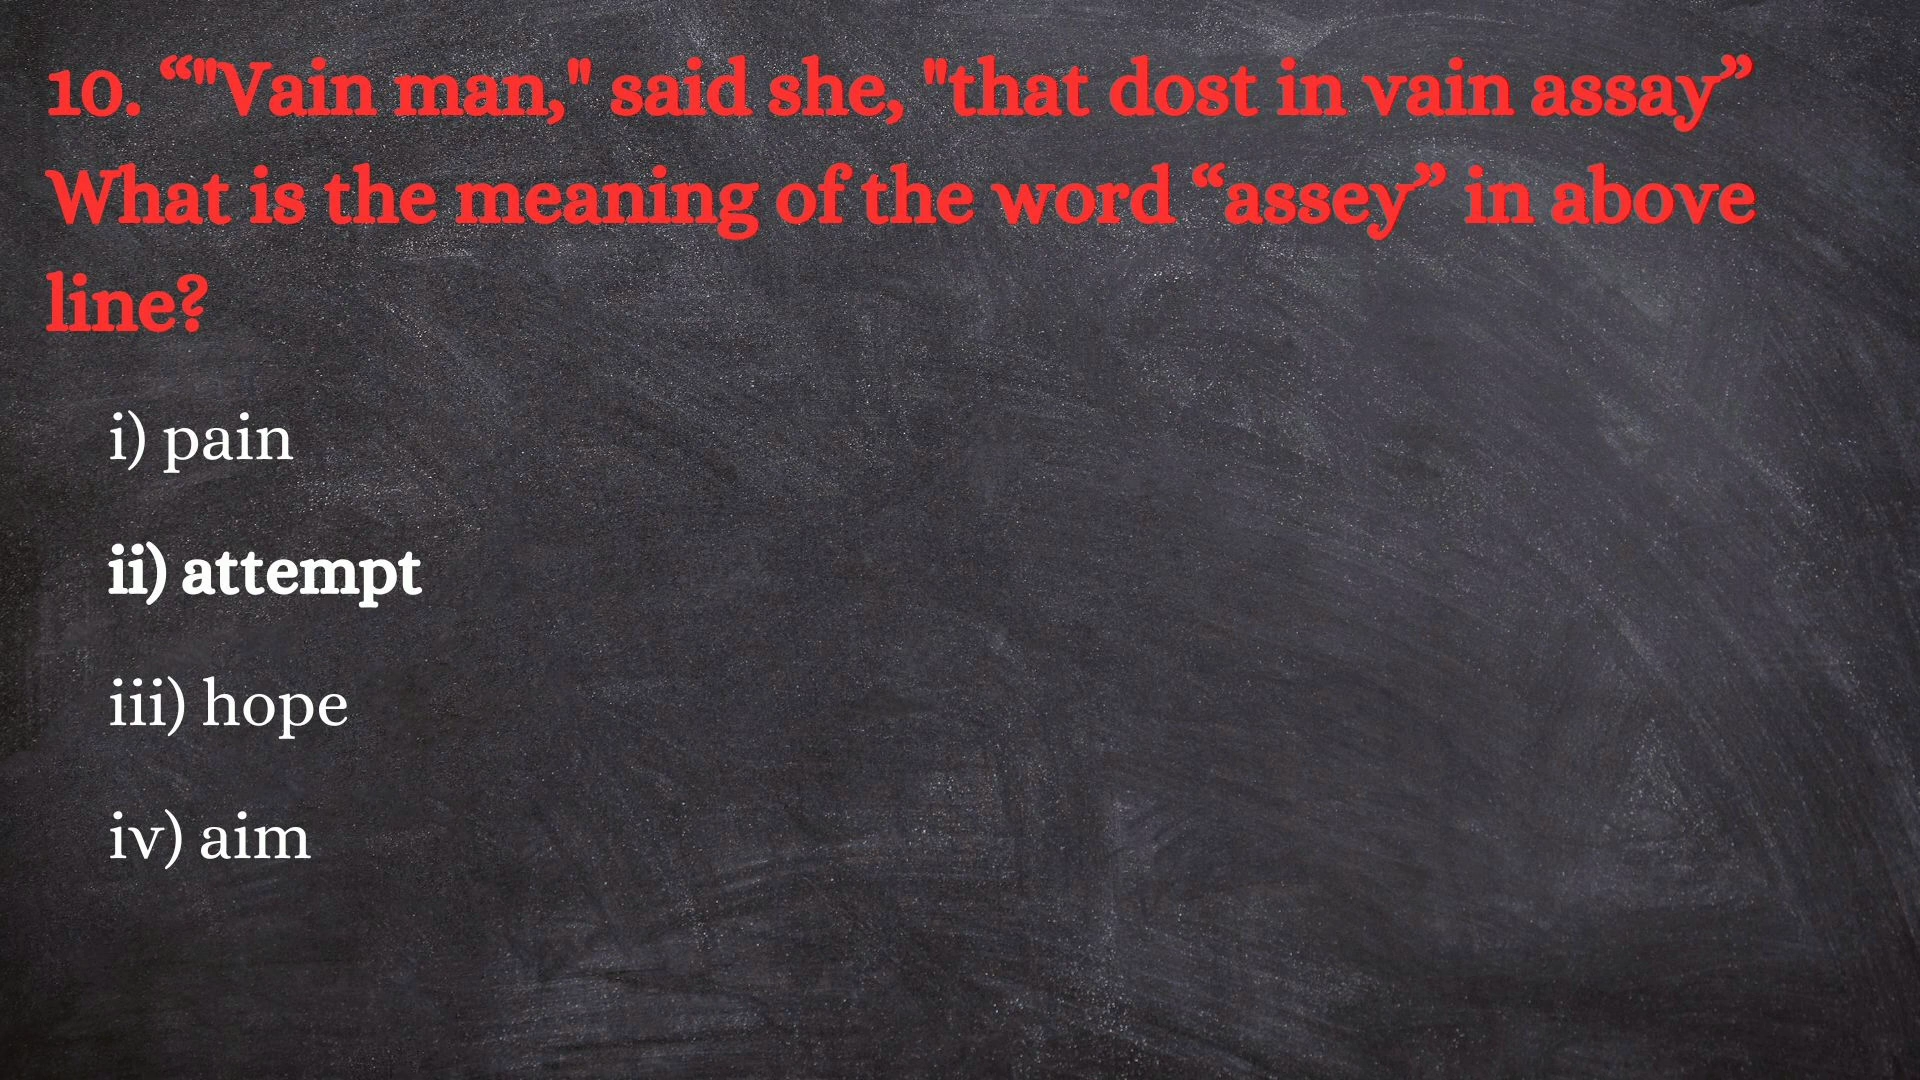 10. “"Vain man," said she, "that dost in vain assay”
What is the meaning of the word “assey” in above
line?
i) pain
ii) attempt
iii) hope
iv) aim